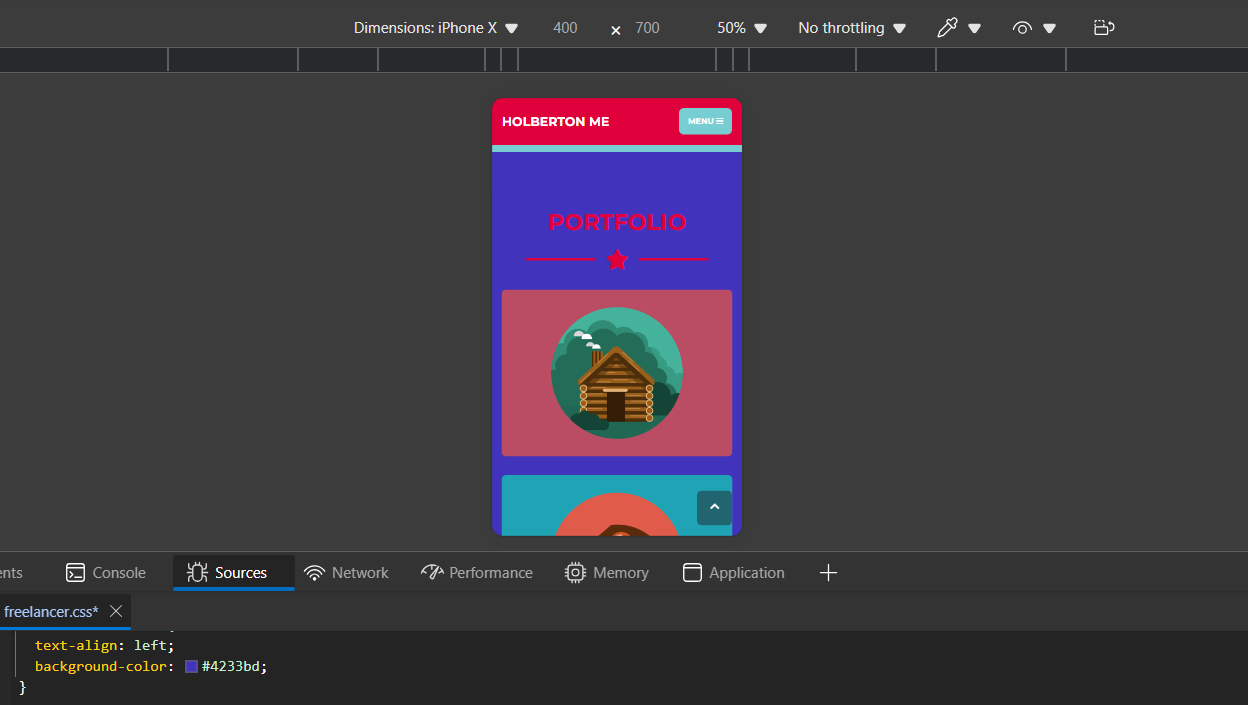 Dimensions: iPhone X 400 × 700 50% No throttling
HOLBERTON ME MENU
PORTFOLIO
ents Console Sources Network Performance Memory Application
freelancer.css*
text-align: left;
background-color: #4233bd;
}